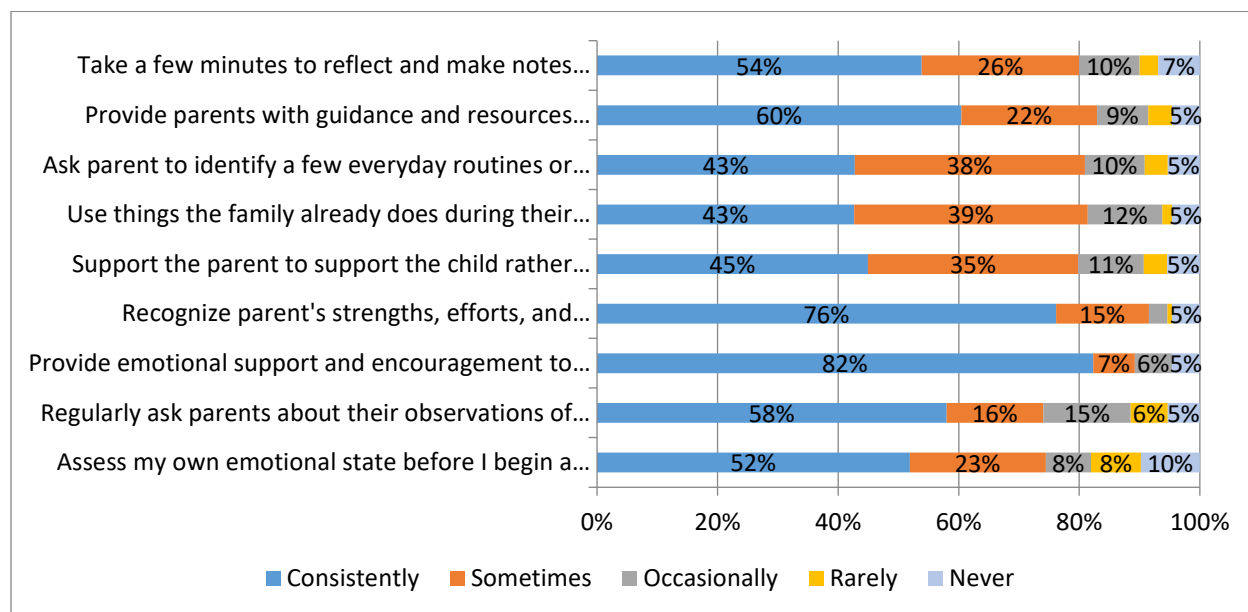 Take a few minutes to reflect and make notes... 54% 26% 10% 7%
Provide parents with guidance and resources... 60% 22% 9% 5%
Ask parent to identify a few everyday routines or... 43% 38% 10% 5%
Use things the family already does during their... 43% 39% 12% 5%
Support the parent to support the child rather... 45% 35% 11% 5%
Recognize parent's strengths, efforts, and... 76% 15% 5%
Provide emotional support and encouragement to... 82% 7% 6% 5%
Regularly ask parents about their observations of... 58% 16% 15% 6% 5%
Assess my own emotional state before I begin a... 52% 23% 8% 8% 10%
0% 20% 40% 60% 80% 100%
Consistently Sometimes Occasionally Rarely Never